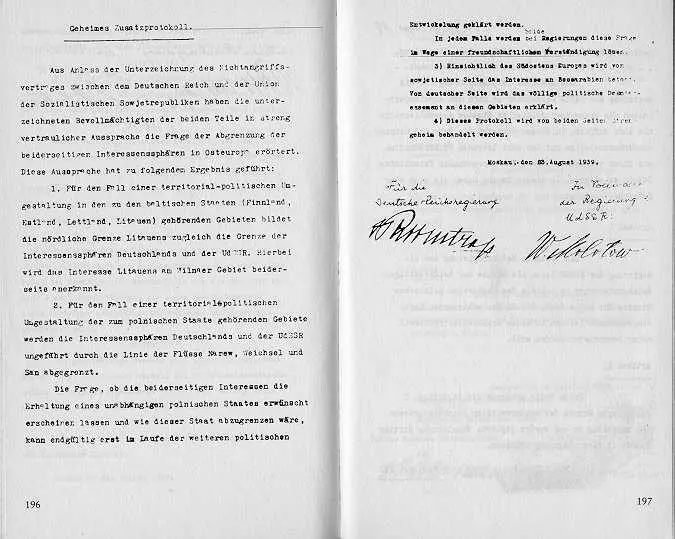 Geheimes Zusatzprotokoll.
Aus Anlass der Unterzeichnung des Nichtangriffs-
vertrages zwischen dem Deutschen Reich und der Union
der Sozialistischen Sowjetrepubliken haben die unter-
zeichneten Bevollmächtigten der beiden Teile in streng
vertraulicher Aussprache die Frage der Abgrenzung der
beiderseitigen Interessensphären in Osteuropa erörtert.
Diese Aussprache hat zu folgenden Ergebnis geführt:
1. Für den Fall einer territorial-politischen Um-
gestaltung in den zu den baltischen Staaten (Finnland,
Estland, Lettland, Litauen) gehörenden Gebieten bildet
die nördliche Grenze Litauens zugleich die Grenze der
Interessensphären Deutschlands und der UdSSR. Hierbei
wird das Interesse Litauens am Wilnaer Gebiet beider-
seits anerkannt.
2. Für den Fall einer territorial-politischen
Umgestaltung der zum polnischen Staate gehörenden Gebiete
werden die Interessensphären Deutschlands und der UdSSR
ungefährt durch die Linie der Flüsse Narew, Weichsel und
San abgegrenzt.
Die Frage, ob die beiderseitigen Interessen die
Erhaltung eines unabhängigen polnischen Staates erwünscht
erscheinen lassen und wie dieser Staat abzugrenzen wäre,
kann endgültig erst im Laufe der weiteren politischen
196
Entwickelung geklärt werden.
In jedem Falle werden beide Regierungen diese Frage
im Wege einer freundschaftlichen Verständigung lösen.
3) Hinsichtlich des Südostens Europas wird von
sowjetischer Seite das Interesse an Bessarabien betont.
Von deutscher Seite wird das völlige politische Desinter-
essement an diesen Gebieten erklärt.
4) Dieses Protokoll wird von beiden Seiten streng
geheim behandelt werden.
Moskau, den 23. August 1939.
Für die
Deutsche Reichsregierung
In Vollmacht
der Regierung
UdSSR:
W. Molotow
197